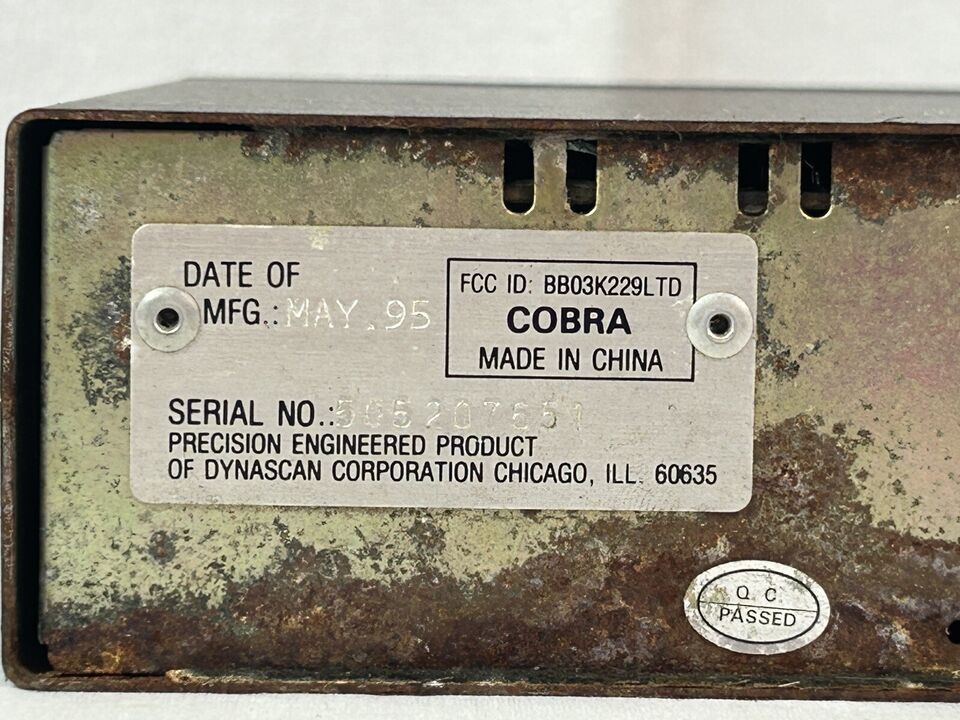 DATE OF
MFG.: MAY.95
FCC ID: BB03K229LTD
COBRA
MADE IN CHINA
SERIAL NO.: 505207651
PRECISION ENGINEERED PRODUCT
OF DYNASCAN CORPORATION CHICAGO, ILL. 60635
Q.C.
PASSED